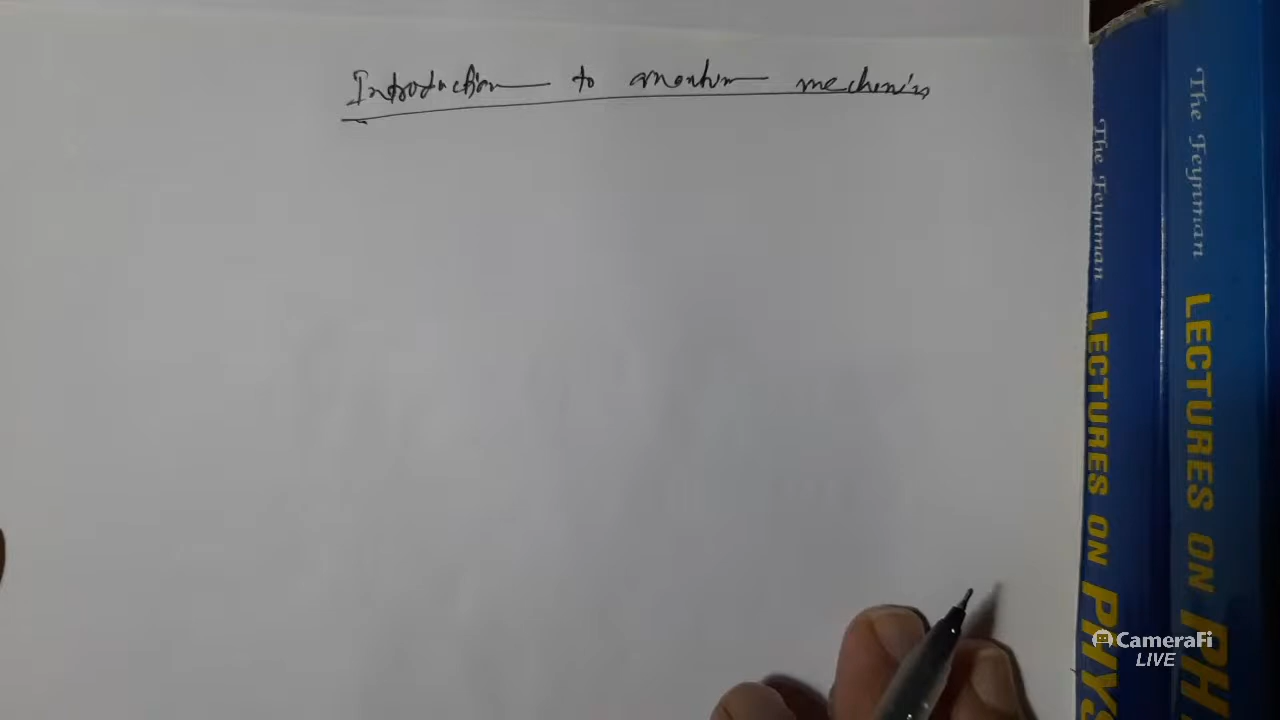 Introduction to quantum mechanics
The Feynman
LECTURES ON PHYS
The Feynman
LECTURES ON PH
CameraFi
LIVE